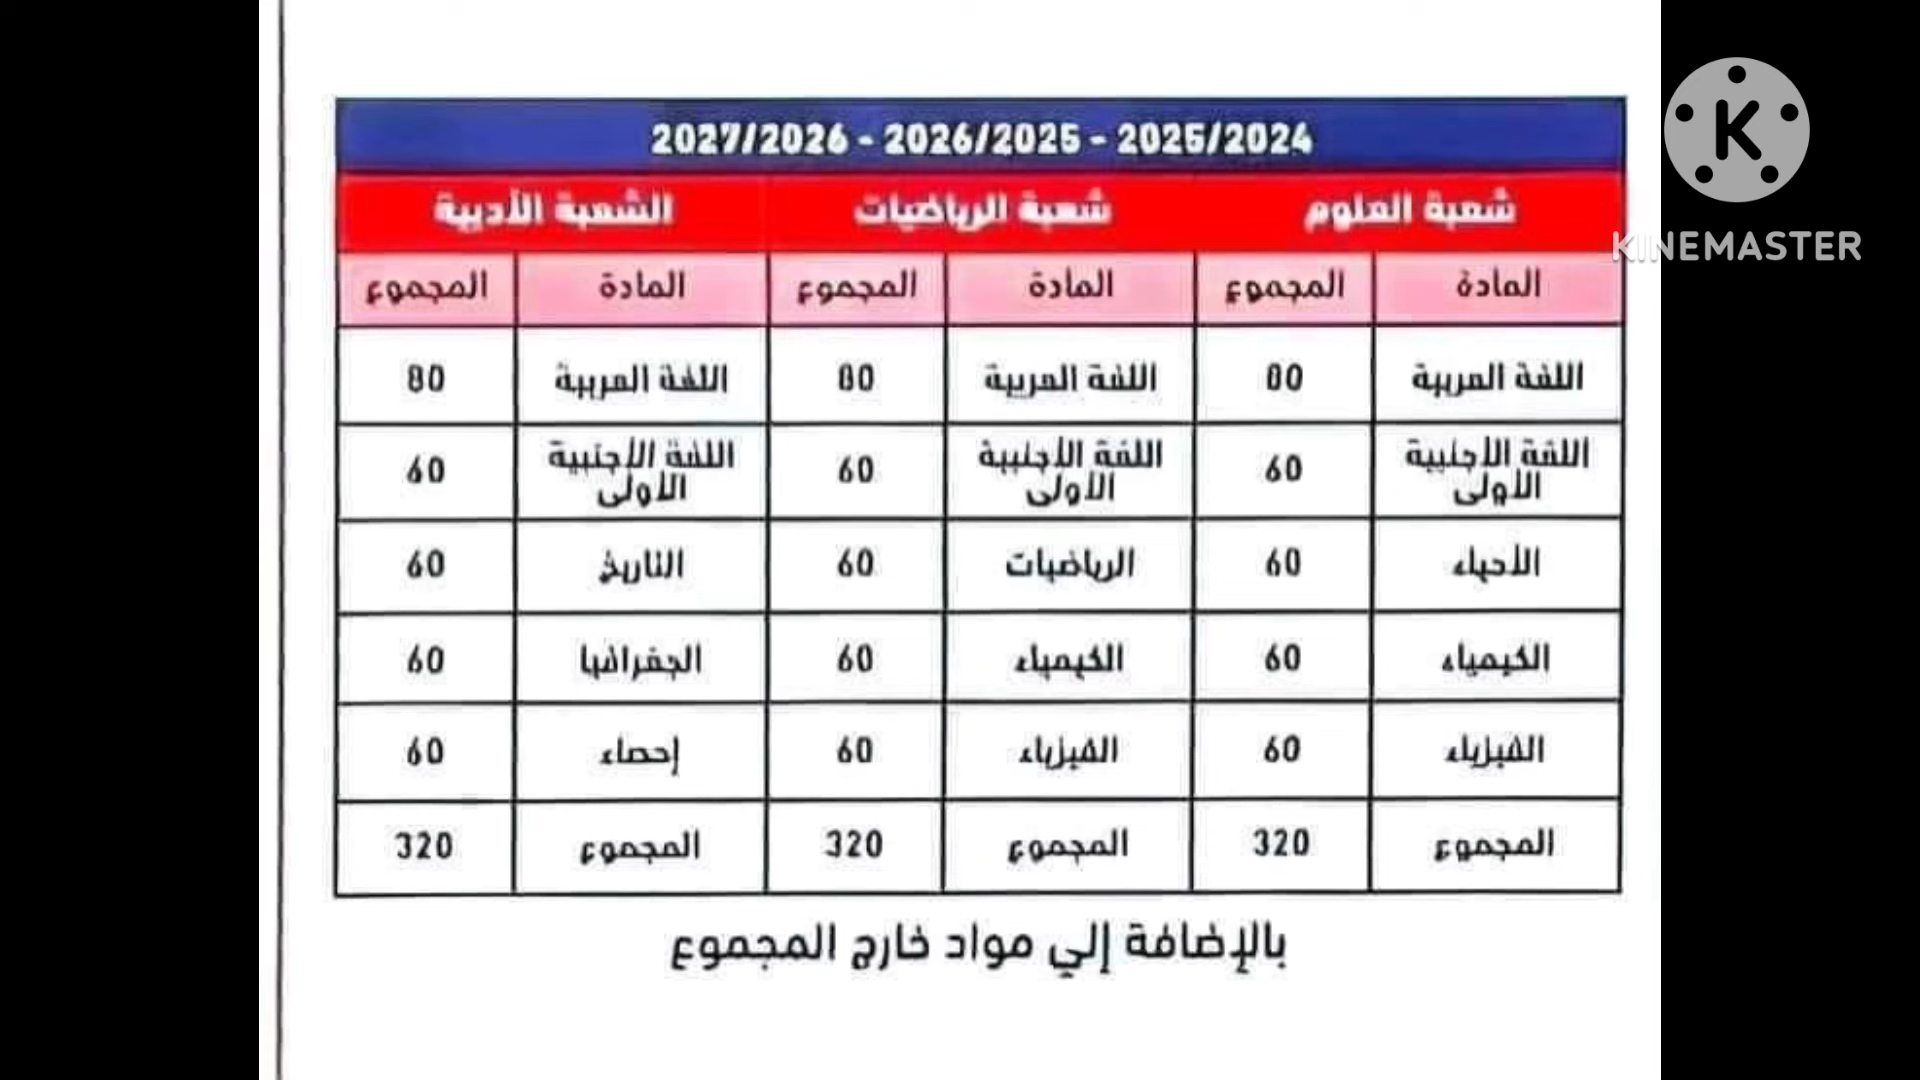 2025/2024 - 2026/2025 - 2027/2026
شعبة العلوم شعبة الرياضيات الشعبة الأدبية
المادة المجموع المادة المجموع المادة المجموع
اللغة العربية 80 اللغة العربية 80 اللغة العربية 80
اللغة الأجنبية الأولى 60 اللغة الأجنبية الأولى 60 اللغة الأجنبية الأولى 60
الأحياء 60 الرياضيات 60 التاريخ 60
الكيمياء 60 الكيمياء 60 الجغرافيا 60
الفيزياء 60 الفيزياء 60 إحصاء 60
المجموع 320 المجموع 320 المجموع 320
بالإضافة إلي مواد خارج المجموع
K
KINEMASTER